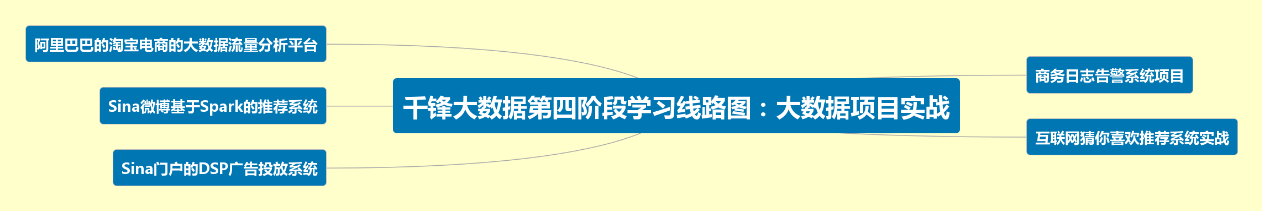 阿里巴巴的淘宝电商的大数据流量分析平台
Sina微博基于Spark的推荐系统
Sina门户的DSP广告投放系统
千锋大数据第四阶段学习线路图：大数据项目实战
商务日志告警系统项目
互联网猜你喜欢推荐系统实战